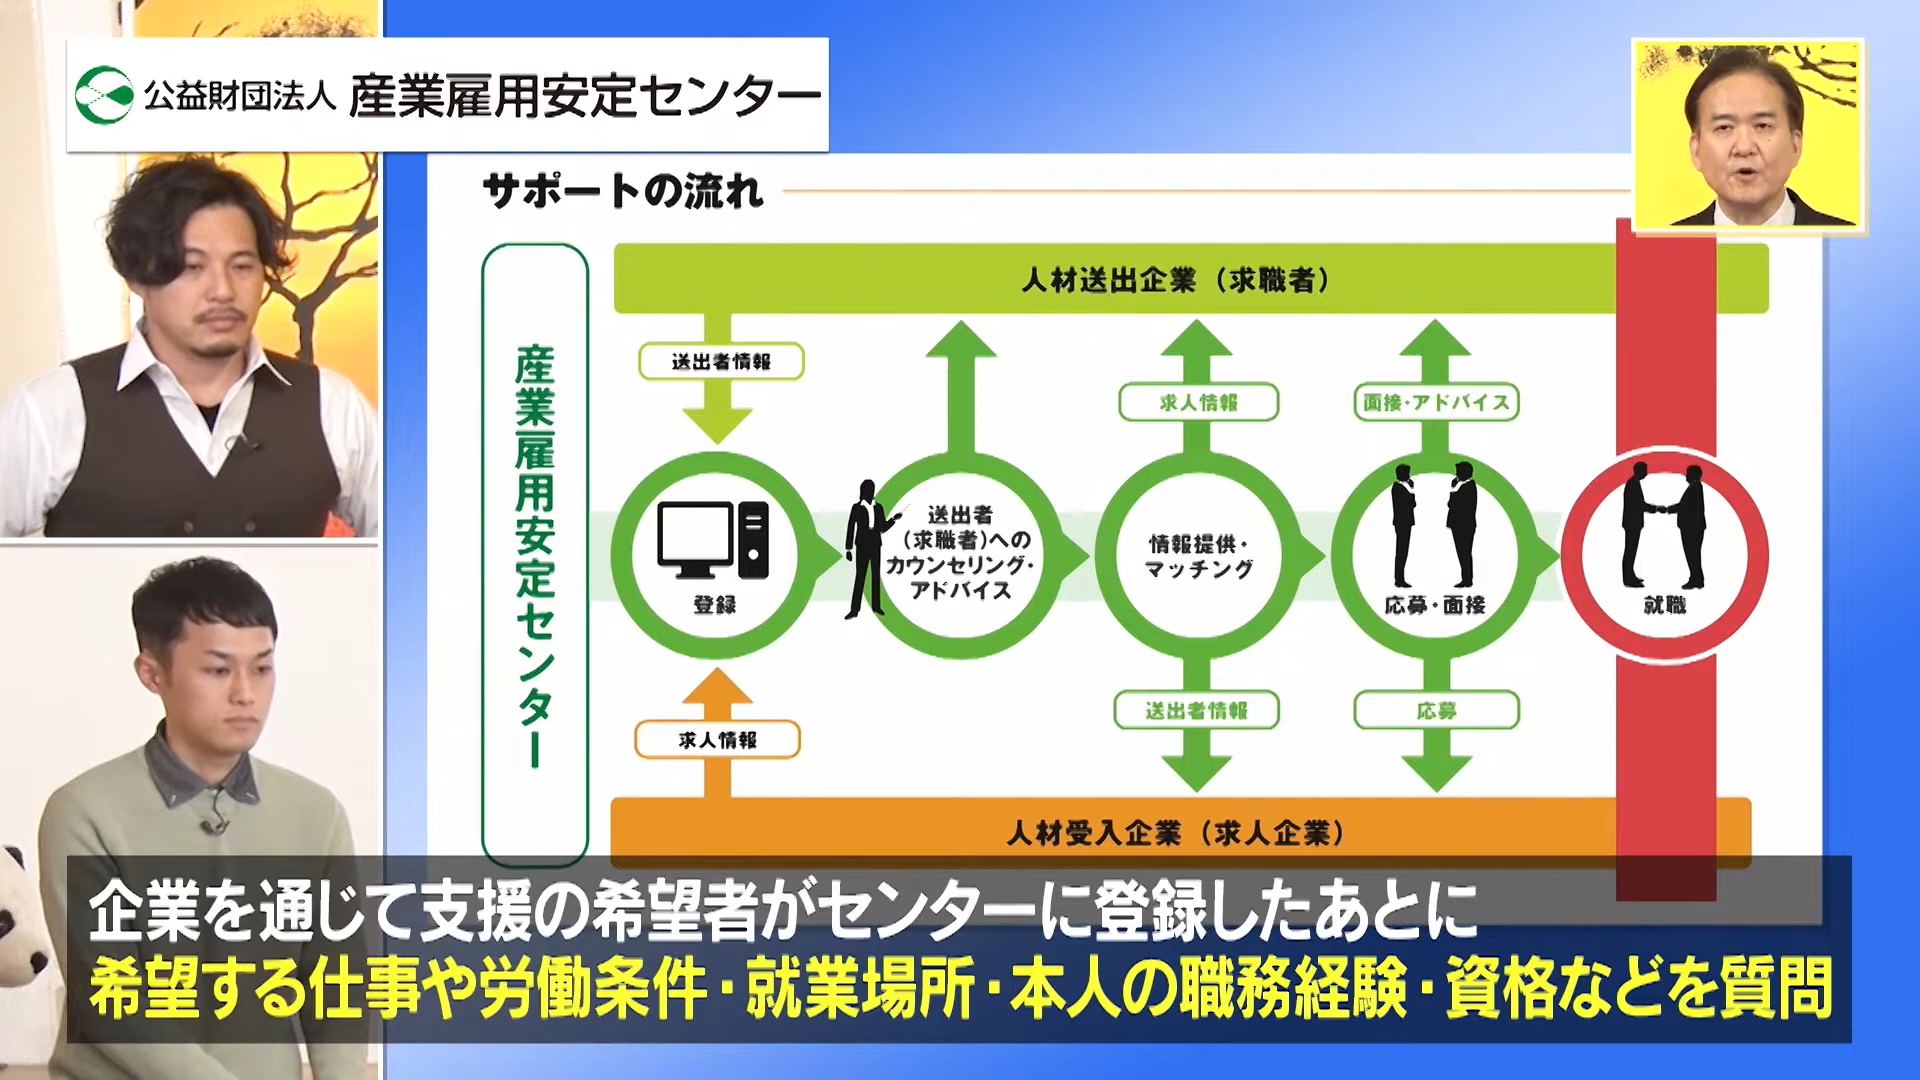 公益財団法人 産業雇用安定センター
サポートの流れ
産業雇用安定センター
人材送出企業（求職者）
送出者情報
求人情報
面接・アドバイス
登録
送出者
（求職者）への
カウンセリング・
アドバイス
情報提供・
マッチング
応募・面接
就職
求人情報
送出者情報
応募
人材受入企業（求人企業）
企業を通じて支援の希望者がセンターに登録したあとに
希望する仕事や労働条件・就業場所・本人の職務経験・資格などを質問